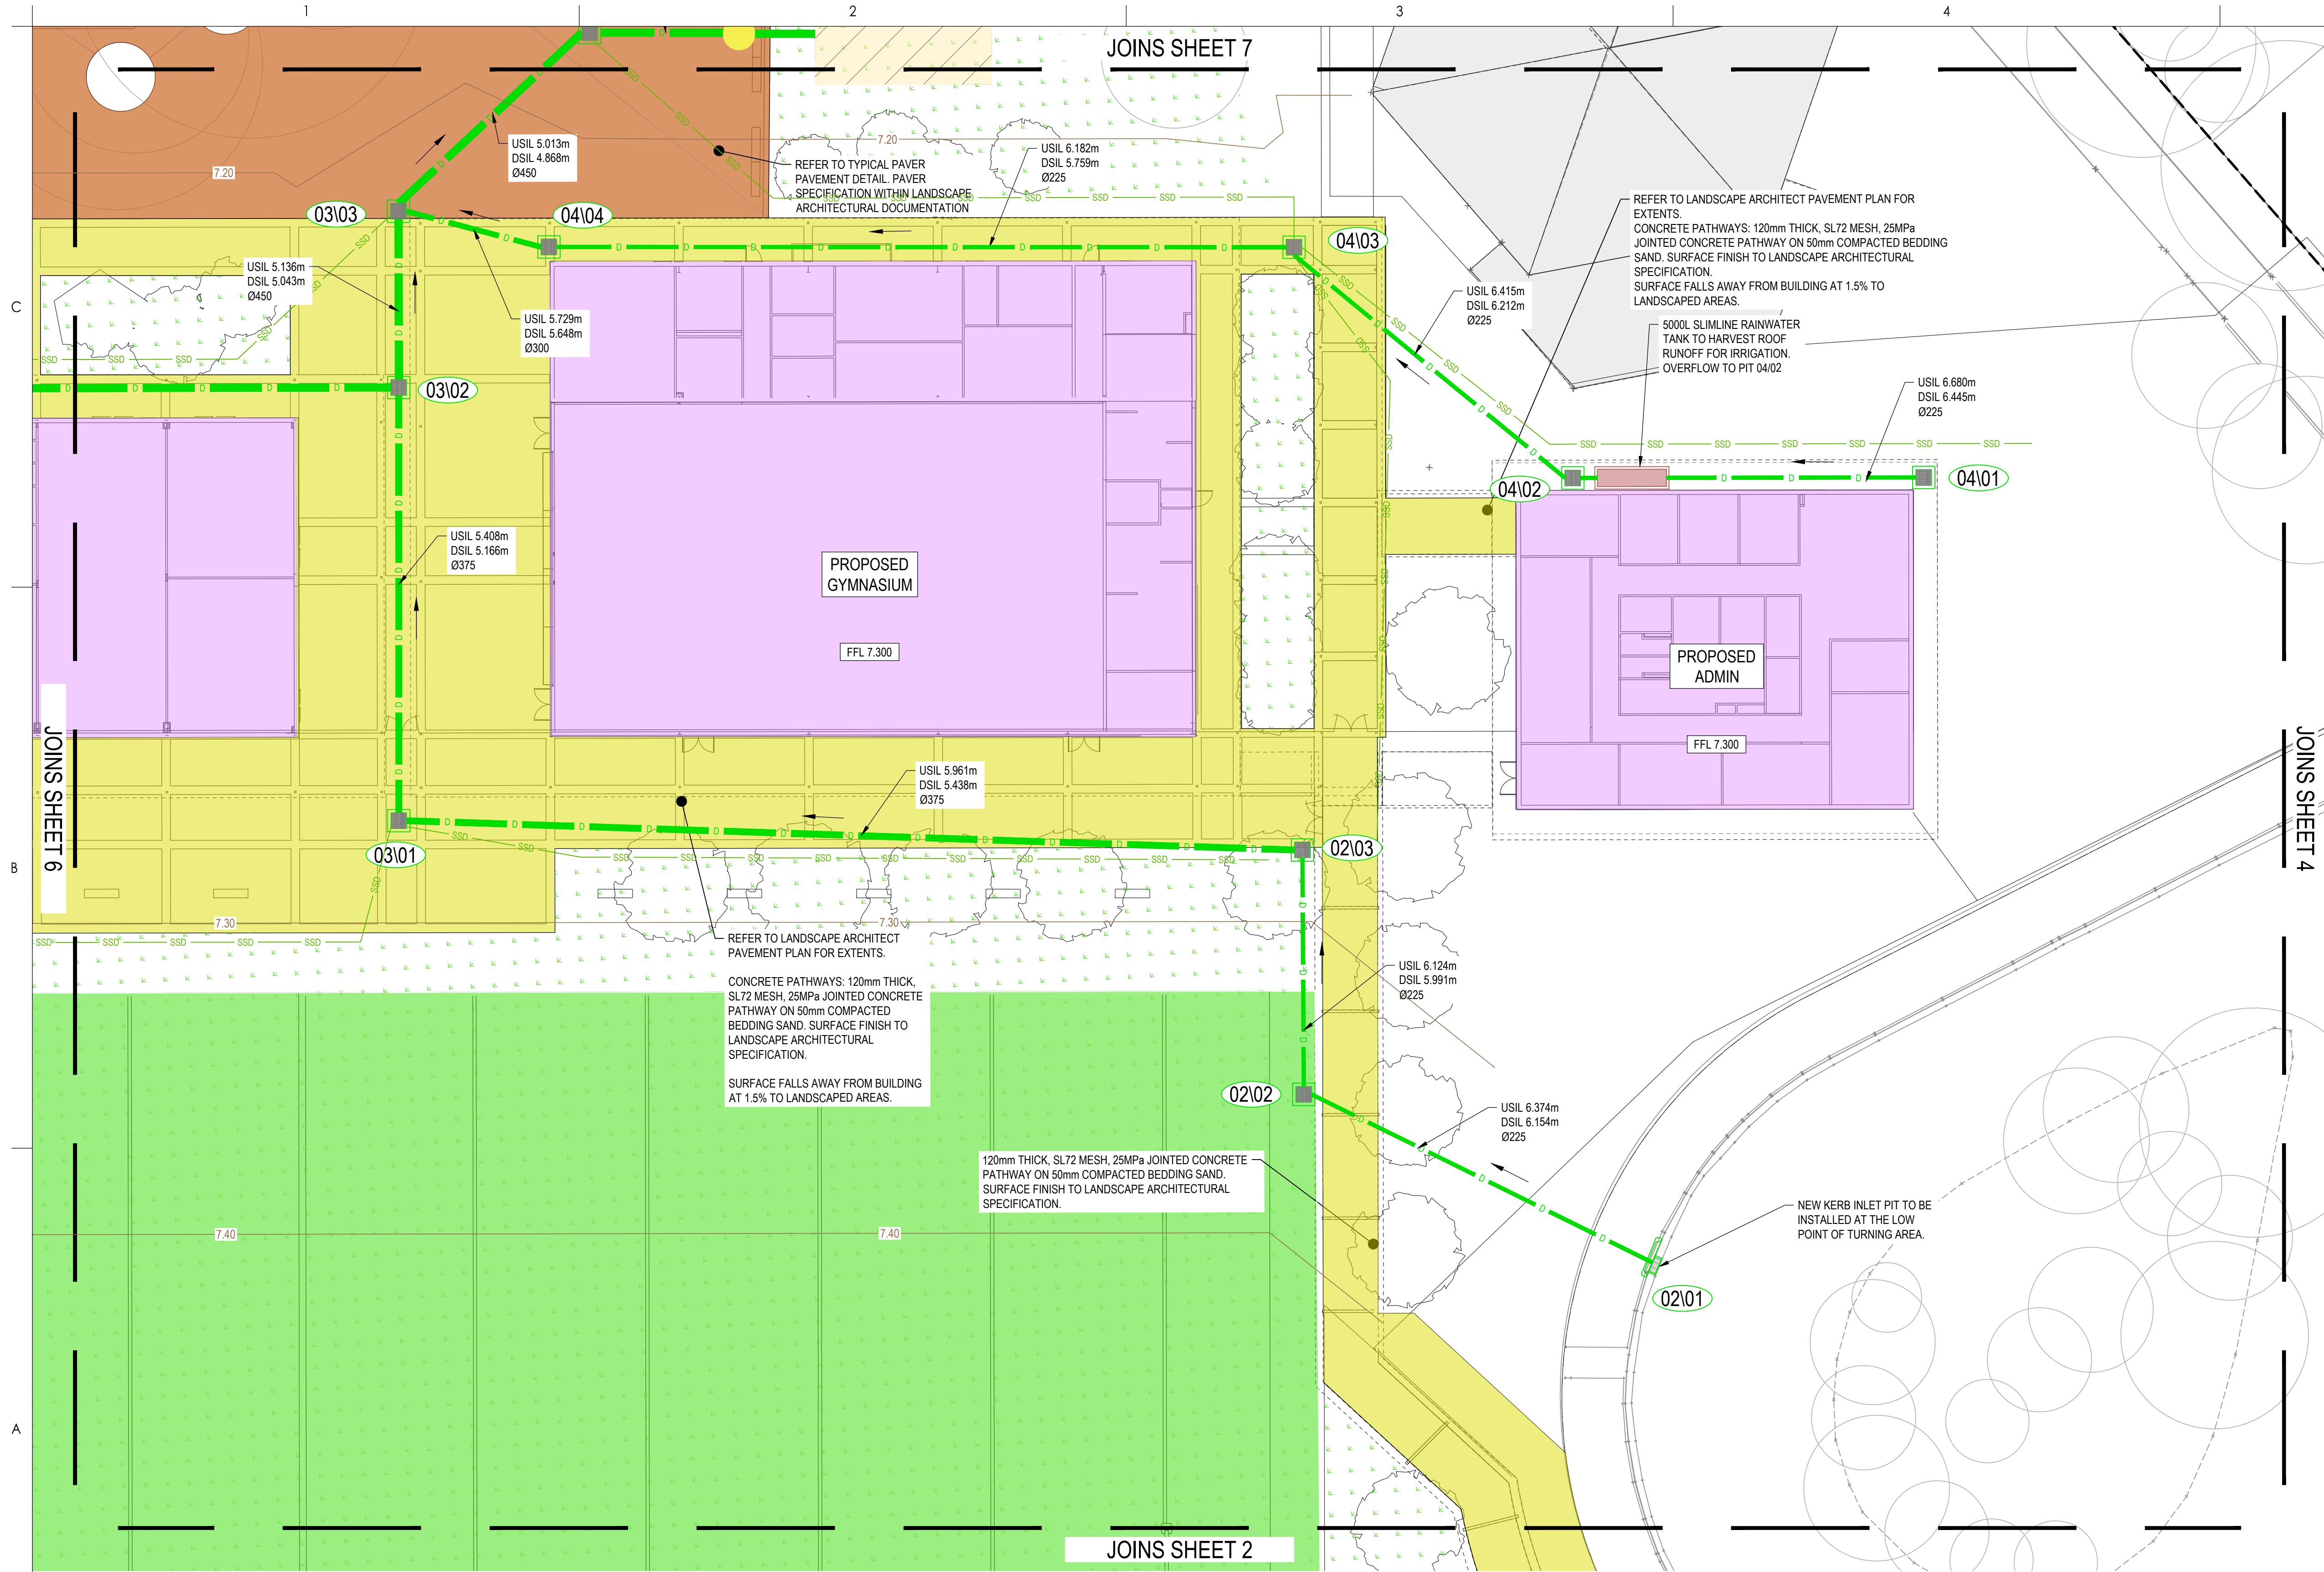 1
2
3
4
JOINS SHEET 7
USIL 5.013m
DSIL 4.868m
Ø450
7.20
REFER TO TYPICAL PAVER
PAVEMENT DETAIL. PAVER
SPECIFICATION WITHIN LANDSCAPE
ARCHITECTURAL DOCUMENTATION
USIL 6.182m
DSIL 5.759m
Ø225
7.20
03\03
04\04
04\03
REFER TO LANDSCAPE ARCHITECT PAVEMENT PLAN FOR
EXTENTS.
CONCRETE PATHWAYS: 120mm THICK, SL72 MESH, 25MPa
JOINTED CONCRETE PATHWAY ON 50mm COMPACTED BEDDING
SAND. SURFACE FINISH TO LANDSCAPE ARCHITECTURAL
SPECIFICATION.
SURFACE FALLS AWAY FROM BUILDING AT 1.5% TO
LANDSCAPED AREAS.
USIL 5.136m
DSIL 5.043m
Ø450
USIL 5.729m
DSIL 5.648m
Ø300
USIL 6.415m
DSIL 6.212m
Ø225
5000L SLIMLINE RAINWATER
TANK TO HARVEST ROOF
RUNOFF FOR IRRIGATION.
OVERFLOW TO PIT 04/02
C
03\02
USIL 6.680m
DSIL 6.445m
Ø225
04\02
04\01
USIL 5.408m
DSIL 5.166m
Ø375
PROPOSED
GYMNASIUM
FFL 7.300
PROPOSED
ADMIN
FFL 7.300
JOINS SHEET 6
JOINS SHEET 4
USIL 5.961m
DSIL 5.438m
Ø375
03\01
02\03
B
7.30
7.30
REFER TO LANDSCAPE ARCHITECT
PAVEMENT PLAN FOR EXTENTS.
CONCRETE PATHWAYS: 120mm THICK,
SL72 MESH, 25MPa JOINTED CONCRETE
PATHWAY ON 50mm COMPACTED
BEDDING SAND. SURFACE FINISH TO
LANDSCAPE ARCHITECTURAL
SPECIFICATION.
SURFACE FALLS AWAY FROM BUILDING
AT 1.5% TO LANDSCAPED AREAS.
USIL 6.124m
DSIL 5.991m
Ø225
02\02
USIL 6.374m
DSIL 6.154m
Ø225
120mm THICK, SL72 MESH, 25MPa JOINTED CONCRETE
PATHWAY ON 50mm COMPACTED BEDDING SAND.
SURFACE FINISH TO LANDSCAPE ARCHITECTURAL
SPECIFICATION.
NEW KERB INLET PIT TO BE
INSTALLED AT THE LOW
POINT OF TURNING AREA.
7.40
7.40
02\01
A
JOINS SHEET 2
SSD
D